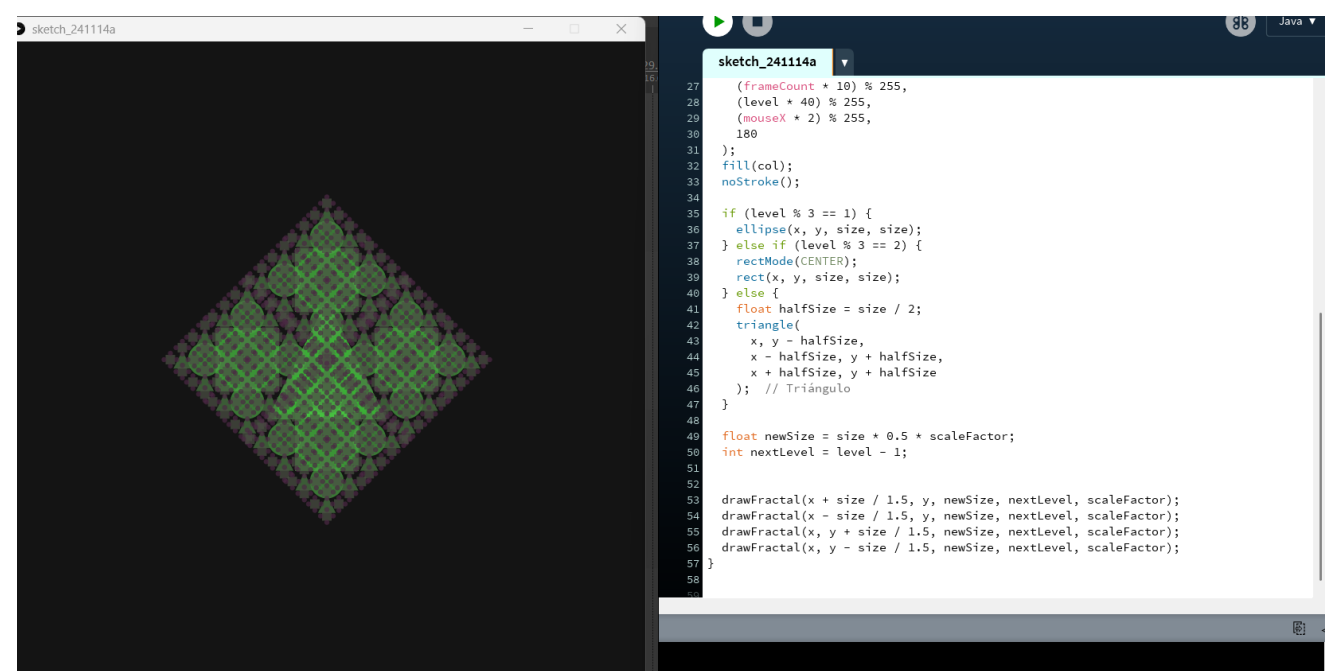 sketch_241114a
Java
sketch_241114a
27 (frameCount * 10) % 255,
28 (level * 40) % 255,
29 (mouseX * 2) % 255,
30 180
31 );
32 fill(col);
33 noStroke();
34
35 if (level % 3 == 1) {
36 ellipse(x, y, size, size);
37 } else if (level % 3 == 2) {
38 rectMode(CENTER);
39 rect(x, y, size, size);
40 } else {
41 float halfSize = size / 2;
42 triangle(
43 x, y - halfSize,
44 x - halfSize, y + halfSize,
45 x + halfSize, y + halfSize
46 ); // Triángulo
47 }
48
49 float newSize = size * 0.5 * scaleFactor;
50 int nextLevel = level - 1;
51
52
53 drawFractal(x + size / 1.5, y, newSize, nextLevel, scaleFactor);
54 drawFractal(x - size / 1.5, y, newSize, nextLevel, scaleFactor);
55 drawFractal(x, y + size / 1.5, newSize, nextLevel, scaleFactor);
56 drawFractal(x, y - size / 1.5, newSize, nextLevel, scaleFactor);
57 }
58
59